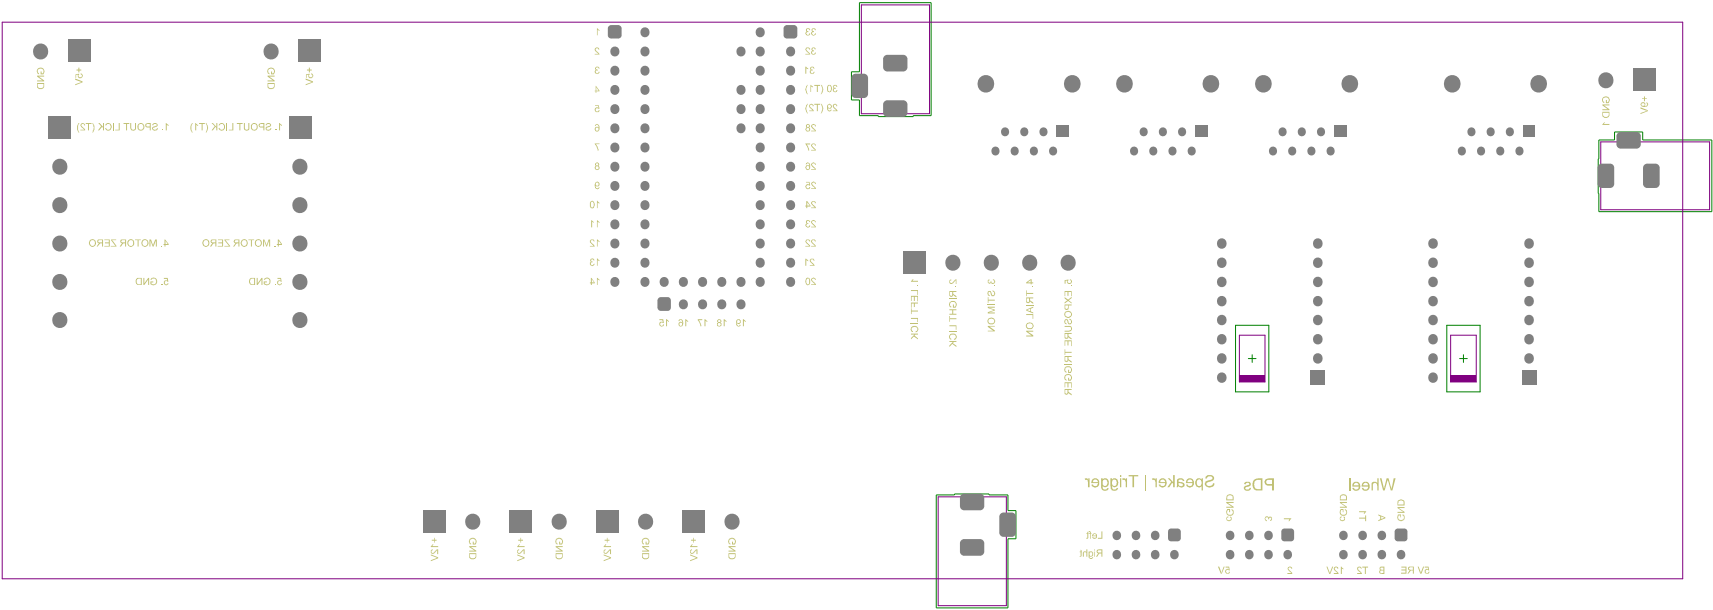 GND
+5V
GND
+5V
1. SPOUT LICK (T2)
1. SPOUT LICK (T1)
4. MOTOR ZERO
4. MOTOR ZERO
5. GND
5. GND
1
2
3
4
5
6
7
8
9
10
11
12
13
14
15
16
17
18
19
33
32
31
30 (T1)
29 (T2)
28
27
26
25
24
23
22
21
20
GND 1
+9V
1. LEFT LICK
2. RIGHT LICK
3. STIM ON
4. TRIAL ON
5. EXPOSURE TRIGGER
+12V
GND
+12V
GND
+12V
GND
+12V
GND
Speaker | Trigger
Left
Right
PDs
cGND
3
1
5V
2
Wheel
cGND
T1
A
GND
12V
T2
B
5V RE